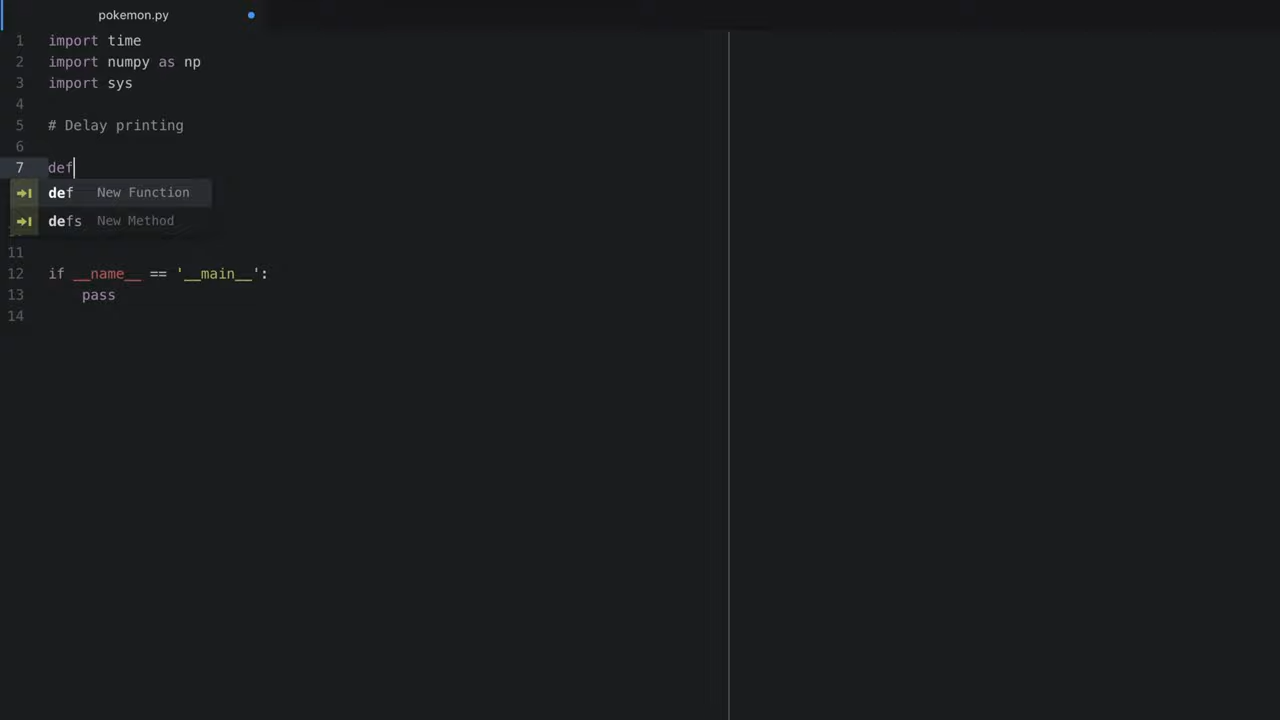 pokemon.py
1 import time
2 import numpy as np
3 import sys
4
5 # Delay printing
6
7 def
def New Function
defs New Method
11
12 if __name__ == '__main__':
13 pass
14